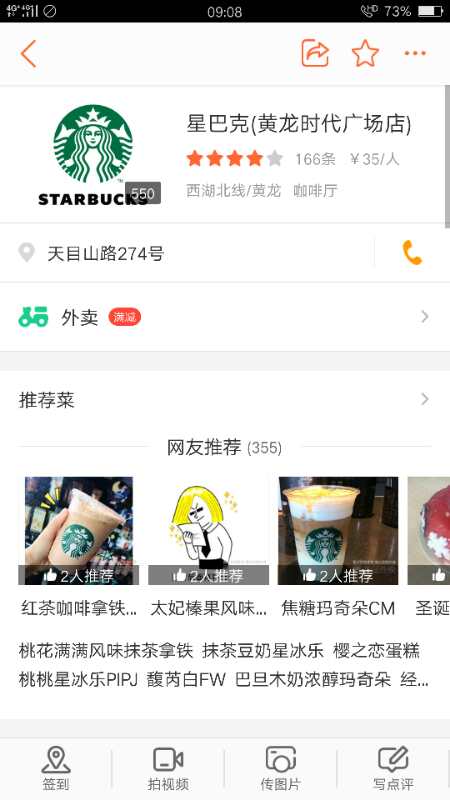 4G+ 4G
09:08
HD 73%
星巴克(黄龙时代广场店)
166条 ￥35/人
西湖北线/黄龙 咖啡厅
STARBUCKS
550
天目山路274号
外卖 满减
推荐菜
网友推荐 (355)
2人推荐 2人推荐 2人推荐
红茶咖啡拿铁... 太妃榛果风味... 焦糖玛奇朵CM 圣诞
桃花满满风味抹茶拿铁 抹茶豆奶星冰乐 樱之恋蛋糕
桃桃星冰乐PIPJ 馥芮白FW 巴旦木奶浓醇玛奇朵 经...
签到 拍视频 传图片 写点评